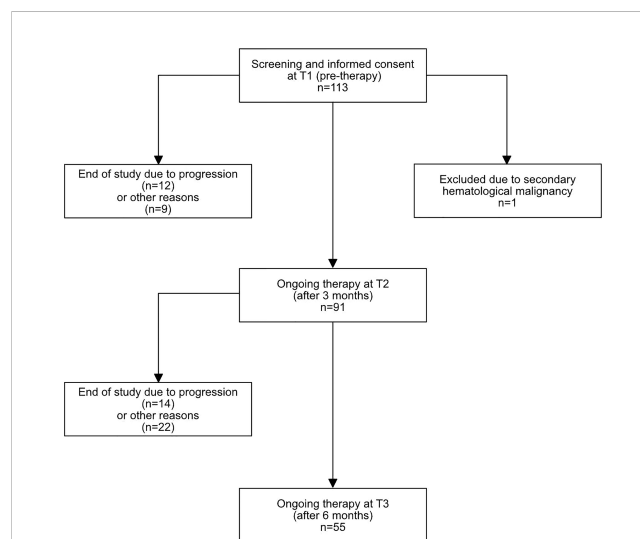 Screening and informed consent
at T1 (pre-therapy)
n=113
End of study due to progression
(n=12)
or other reasons
(n=9)
Excluded due to secondary
hematological malignancy
n=1
Ongoing therapy at T2
(after 3 months)
n=91
End of study due to progression
(n=14)
or other reasons
(n=22)
Ongoing therapy at T3
(after 6 months)
n=55